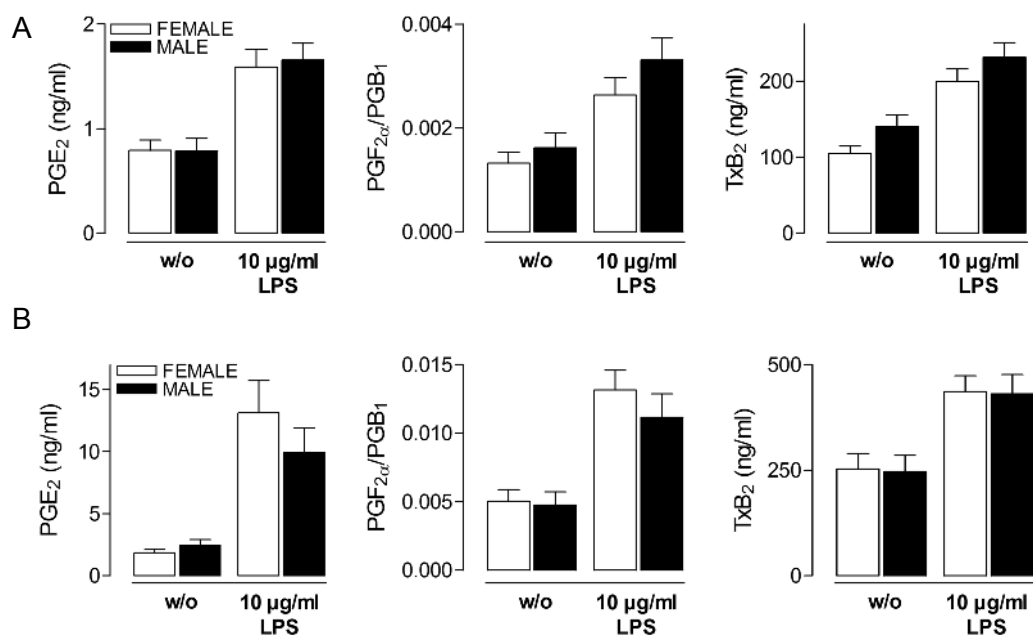 A
PGE₂ (ng/ml)
2
1
0
FEMALE
MALE
w/o
10 µg/ml
LPS
PGF₂α/PGB₁
0.004
0.002
0.000
w/o
10 µg/ml
LPS
TxB₂ (ng/ml)
200
100
0
w/o
10 µg/ml
LPS
B
PGE₂ (ng/ml)
15
10
5
0
FEMALE
MALE
w/o
10 µg/ml
LPS
PGF₂α/PGB₁
0.015
0.010
0.005
0.000
w/o
10 µg/ml
LPS
TxB₂ (ng/ml)
500
250
0
w/o
10 µg/ml
LPS